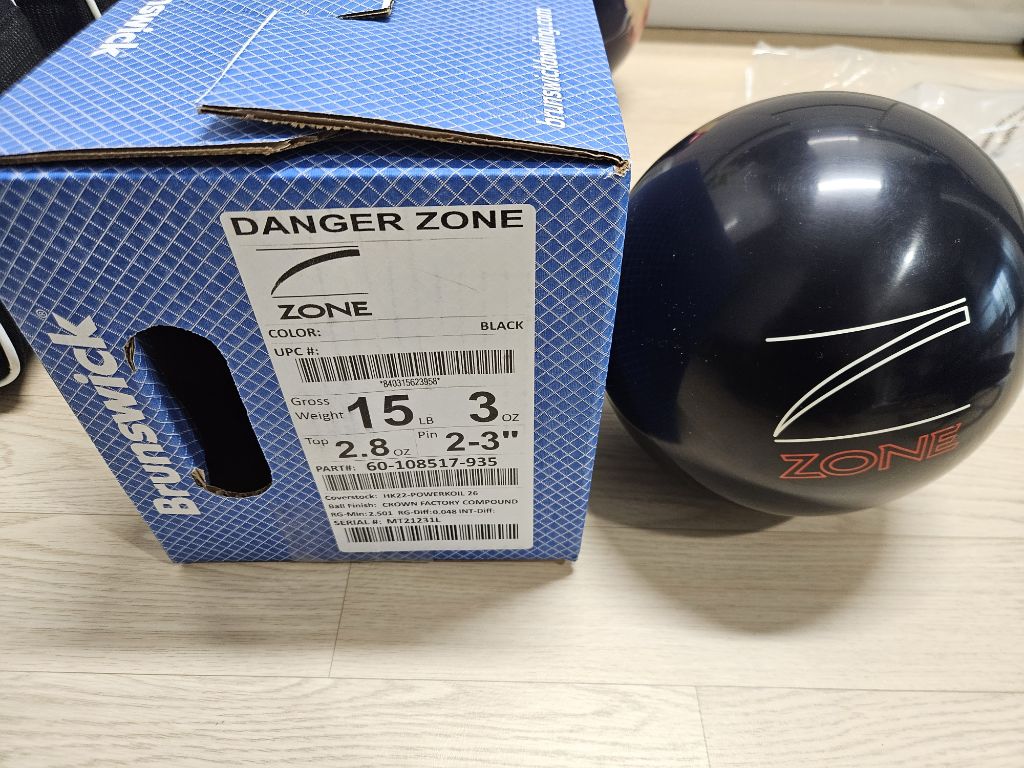 Brunswick
brunswickbowling.com
Brunswick®
DANGER ZONE
ZONE
COLOR: BLACK
UPC #:
*840315623958*
Gross Weight 15 LB 3 OZ
Top 2.8 OZ Pin 2-3"
PART#: 60-108517-935
Coverstock: HK22-POWERKOIL 26
Ball Finish: CROWN FACTORY COMPOUND
RG-Min: 2.501 RG-Diff: 0.048 INT-Diff:
SERIAL #: MT21231L
ZONE